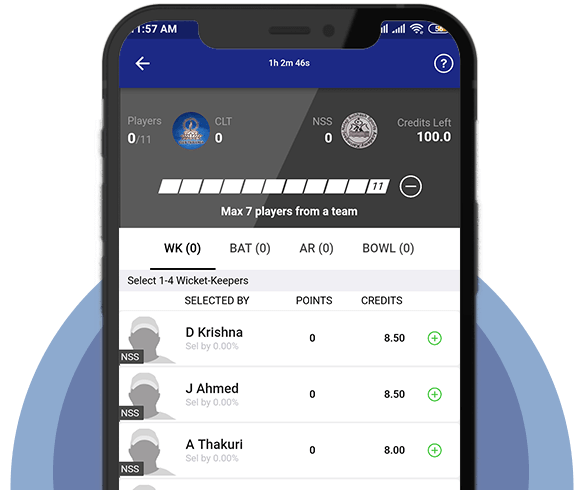 1:57 AM
1h 2m 46s
?
Players
0/11
CLT
0
NSS
0
Credits Left
100.0
11
Max 7 players from a team
WK (0) BAT (0) AR (0) BOWL (0)
Select 1-4 Wicket-Keepers
SELECTED BY POINTS CREDITS
D Krishna
Sel by 0.00%
0 8.50
NSS
J Ahmed
Sel by 0.00%
0 8.50
NSS
A Thakuri
Sel by 0.00%
0 8.00
NSS